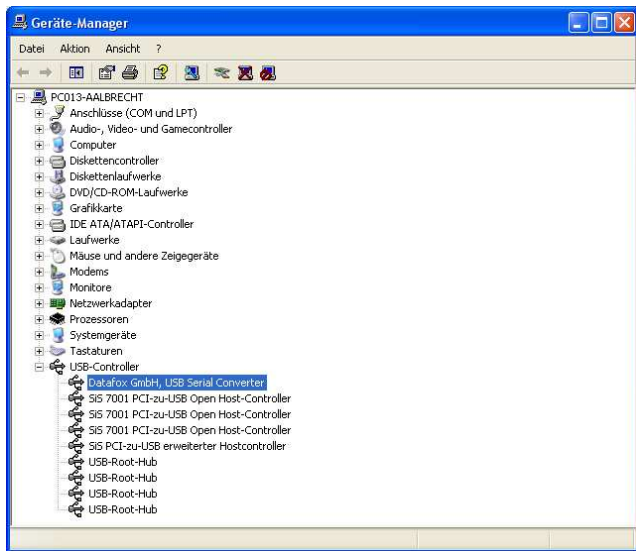 Geräte-Manager
Datei Aktion Ansicht ?
PC013-AALBRECHT
Anschlüsse (COM und LPT)
Audio-, Video- und Gamecontroller
Computer
Diskettencontroller
Diskettenlaufwerke
DVD/CD-ROM-Laufwerke
Grafikkarte
IDE ATA/ATAPI-Controller
Laufwerke
Mäuse und andere Zeigegeräte
Modems
Monitore
Netzwerkadapter
Prozessoren
Systemgeräte
Tastaturen
USB-Controller
Datafox GmbH, USB Serial Converter
SiS 7001 PCI-zu-USB Open Host-Controller
SiS 7001 PCI-zu-USB Open Host-Controller
SiS 7001 PCI-zu-USB Open Host-Controller
SiS PCI-zu-USB erweiterter Hostcontroller
USB-Root-Hub
USB-Root-Hub
USB-Root-Hub
USB-Root-Hub